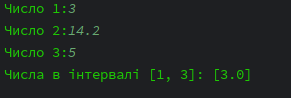 Число 1:3
Число 2:14.2
Число 3:5
Числа в інтервалі [1, 3]: [3.0]